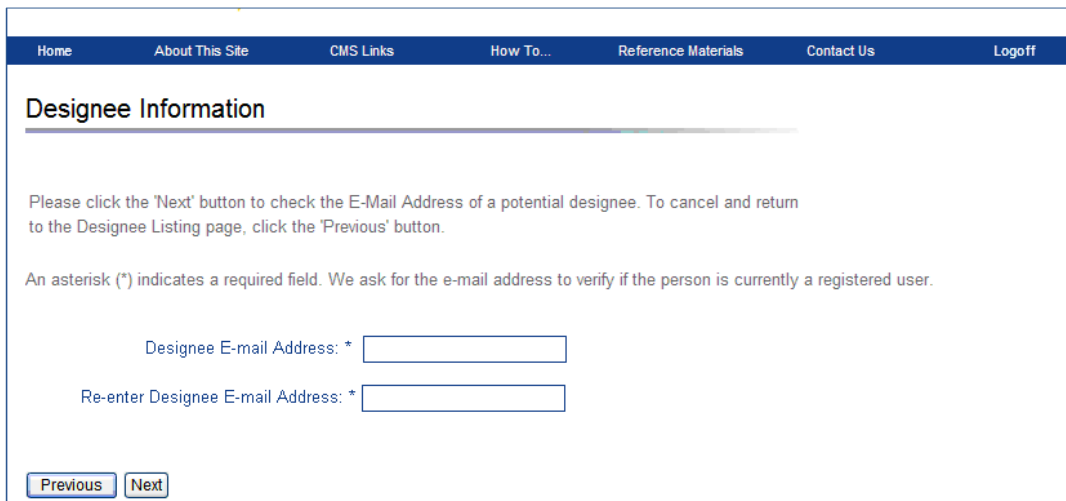 Home About This Site CMS Links How To... Reference Materials Contact Us Logoff
Designee Information
Please click the 'Next' button to check the E-Mail Address of a potential designee. To cancel and return
to the Designee Listing page, click the 'Previous' button.
An asterisk (*) indicates a required field. We ask for the e-mail address to verify if the person is currently a registered user.
Designee E-mail Address: *
Re-enter Designee E-mail Address: *
Previous Next